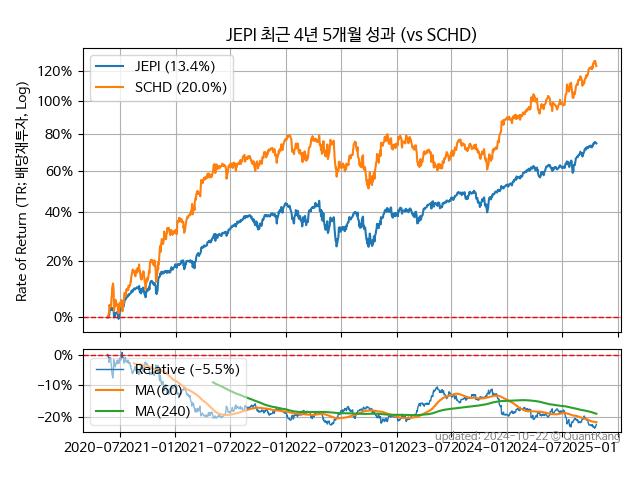 JEPI 최근 4년 5개월 성과 (vs SCHD)
Rate of Return (TR: 배당재투자, Log)
120%
100%
80%
60%
40%
20%
0%
JEPI (13.4%)
SCHD (20.0%)
0%
−10%
−20%
Relative (−5.5%)
MA(60)
MA(240)
updated: 2024-10-22 © QuantKang
2020-07 2021-01 2021-07 2022-01 2022-07 2023-01 2023-07 2024-01 2024-07 2025-01